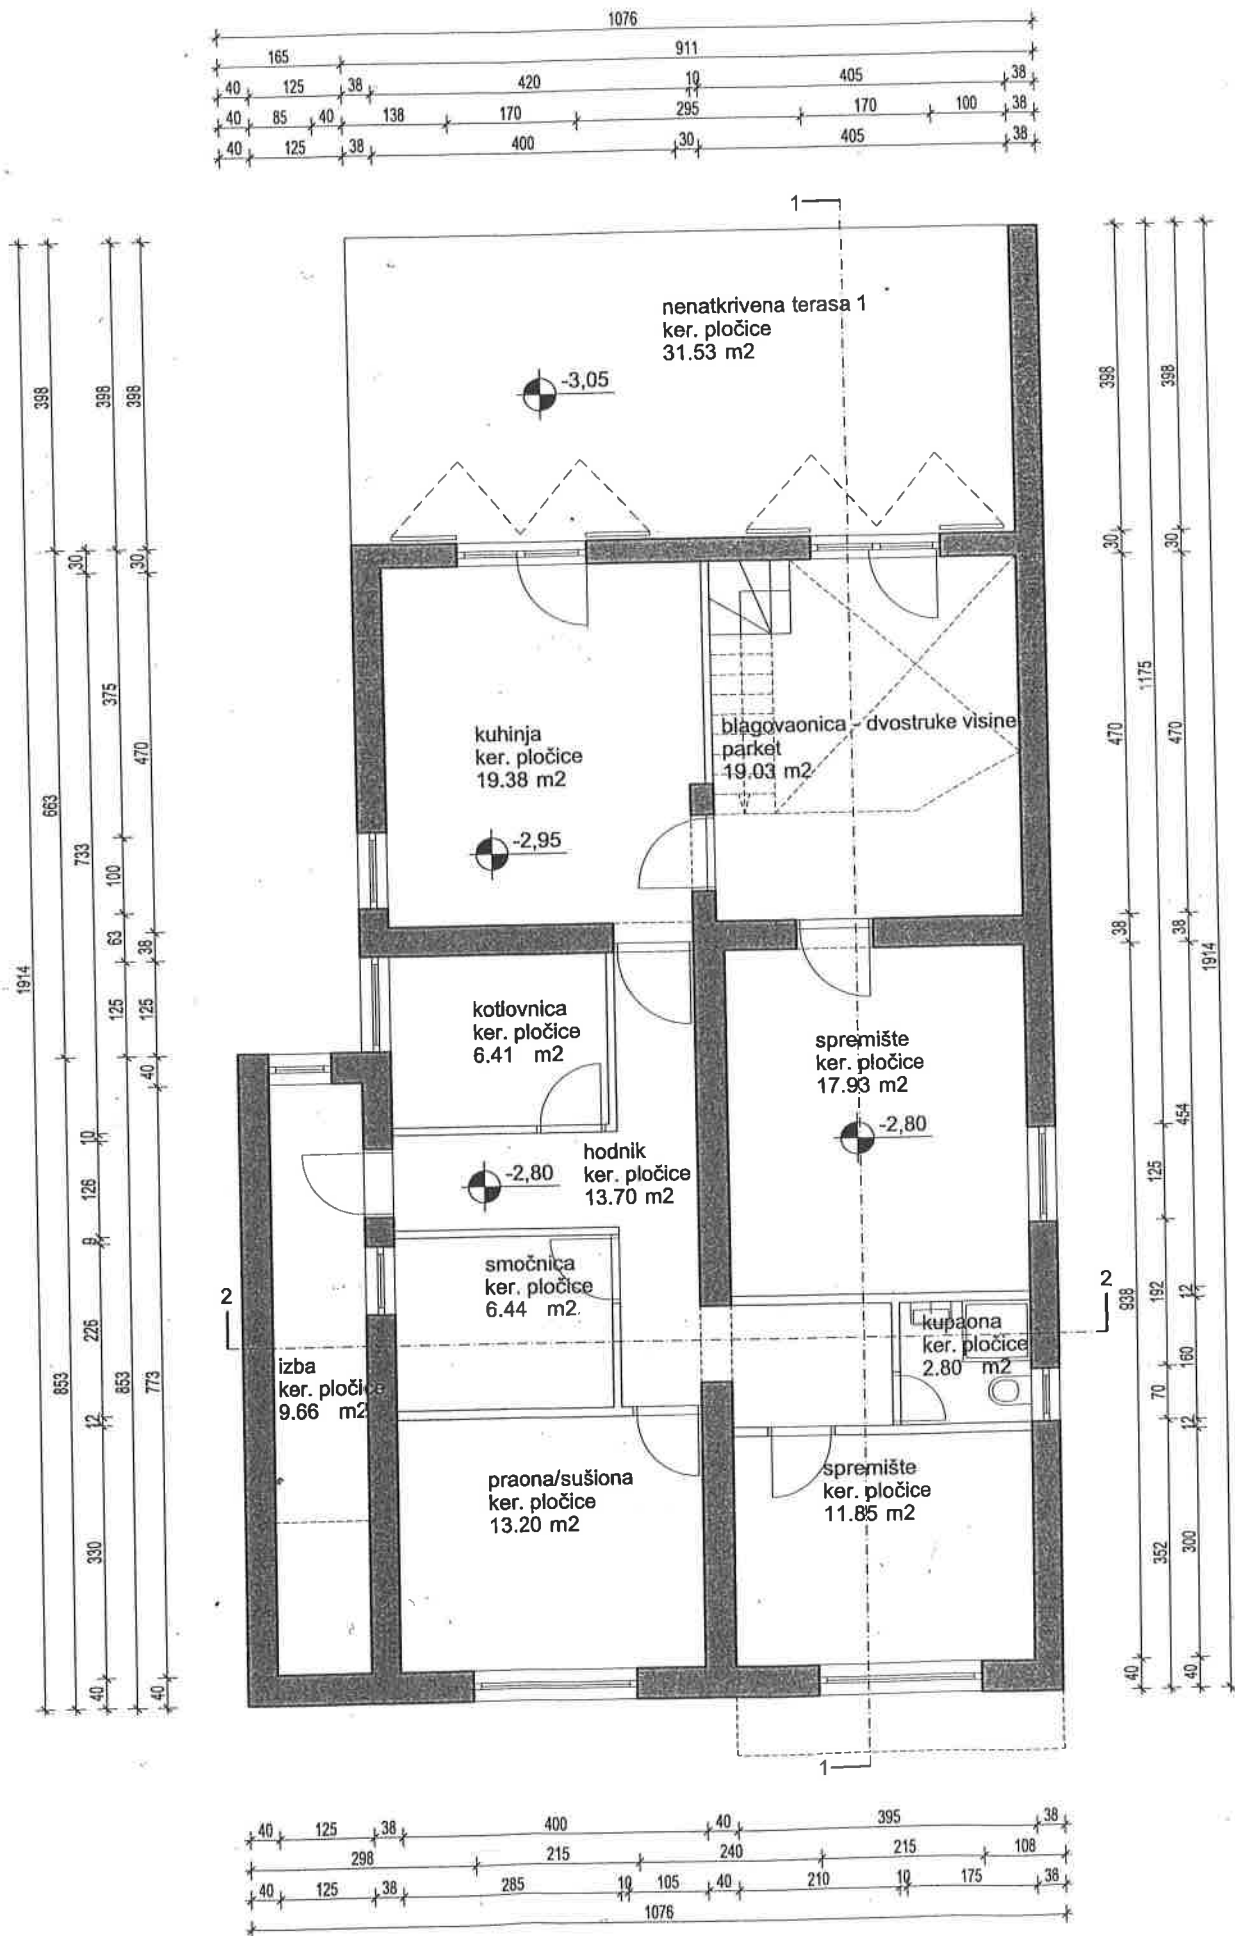 1076
165 911
40 125 38 420 10 405 38
40 85 40 138 170 295 170 100 38
40 125 38 400 30 405 38
1
nenatkrivena terasa 1
ker. pločice
31.53 m2
-3,05
kuhinja
ker. pločice
19.38 m2
-2,95
blagovaonica - dvostruke visine
parket
19.03 m2
kotlovnica
ker. pločice
6.41 m2
spremište
ker. pločice
17.93 m2
-2,80
hodnik
ker. pločice
13.70 m2
-2,80
smočnica
ker. pločice
6.44 m2
kupaona
ker. pločice
2.80 m2
2
2
izba
ker. pločice
9.66 m2
praona/sušiona
ker. pločice
13.20 m2
spremište
ker. pločice
11.85 m2
1
1914
398 663 853
30 733 10 126 9 226 12 330 40
398 375 100 63 125 853
398 30 470 38 125 40 773 40
398 30 470 38 938 40
1175 125 192 70 352
398 30 470 38 454 12 160 12 300 40
1914
40 125 38 400 40 395 38
298 215 240 215 108
40 125 38 285 10 105 40 210 10 175 38
1076